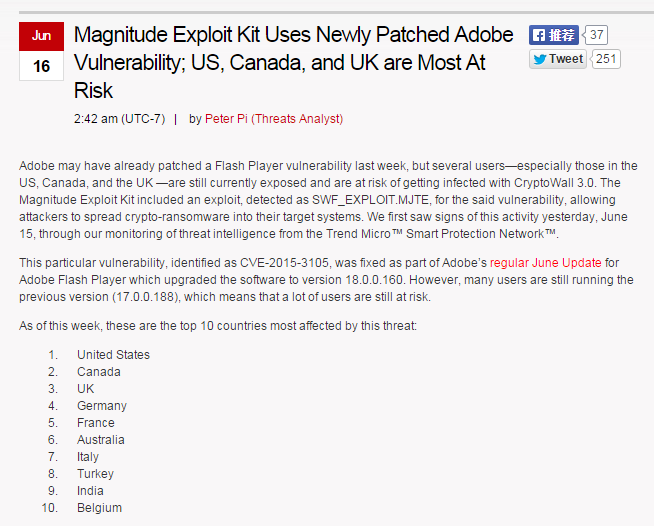 Jun
16
Magnitude Exploit Kit Uses Newly Patched Adobe
Vulnerability; US, Canada, and UK are Most At
Risk
推荐 37
Tweet 251
2:42 am (UTC-7) | by Peter Pi (Threats Analyst)
Adobe may have already patched a Flash Player vulnerability last week, but several users—especially those in the
US, Canada, and the UK —are still currently exposed and are at risk of getting infected with CryptoWall 3.0. The
Magnitude Exploit Kit included an exploit, detected as SWF_EXPLOIT.MJTE, for the said vulnerability, allowing
attackers to spread crypto-ransomware into their target systems. We first saw signs of this activity yesterday, June
15, through our monitoring of threat intelligence from the Trend Micro™ Smart Protection Network™.
This particular vulnerability, identified as CVE-2015-3105, was fixed as part of Adobe's regular June Update for
Adobe Flash Player which upgraded the software to version 18.0.0.160. However, many users are still running the
previous version (17.0.0.188), which means that a lot of users are still at risk.
As of this week, these are the top 10 countries most affected by this threat:
1. United States
2. Canada
3. UK
4. Germany
5. France
6. Australia
7. Italy
8. Turkey
9. India
10. Belgium